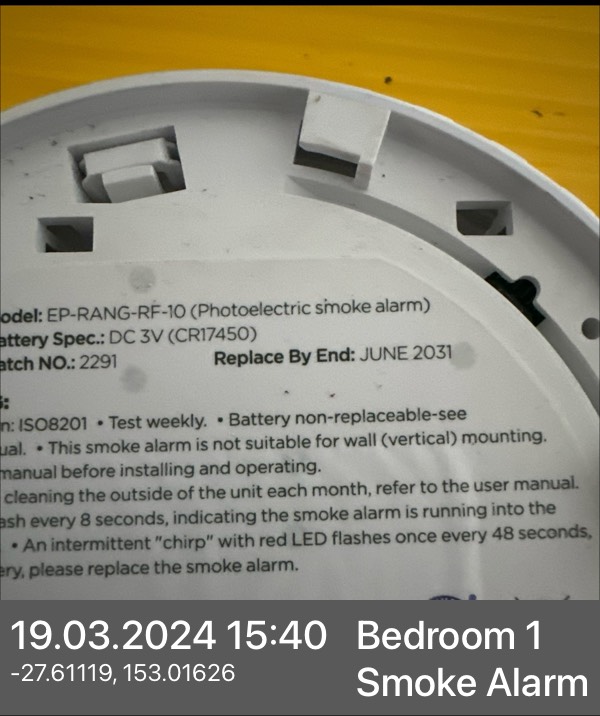 odel: EP-RANG-RF-10 (Photoelectric smoke alarm)
attery Spec.: DC 3V (CR17450)
atch NO.: 2291 Replace By End: JUNE 2031
s:
n: ISO8201 • Test weekly. • Battery non-replaceable-see
ual. • This smoke alarm is not suitable for wall (vertical) mounting.
manual before installing and operating.
cleaning the outside of the unit each month, refer to the user manual.
ash every 8 seconds, indicating the smoke alarm is running into the
• An intermittent "chirp" with red LED flashes once every 48 seconds,
ery, please replace the smoke alarm.
19.03.2024 15:40
-27.61119, 153.01626
Bedroom 1
Smoke Alarm